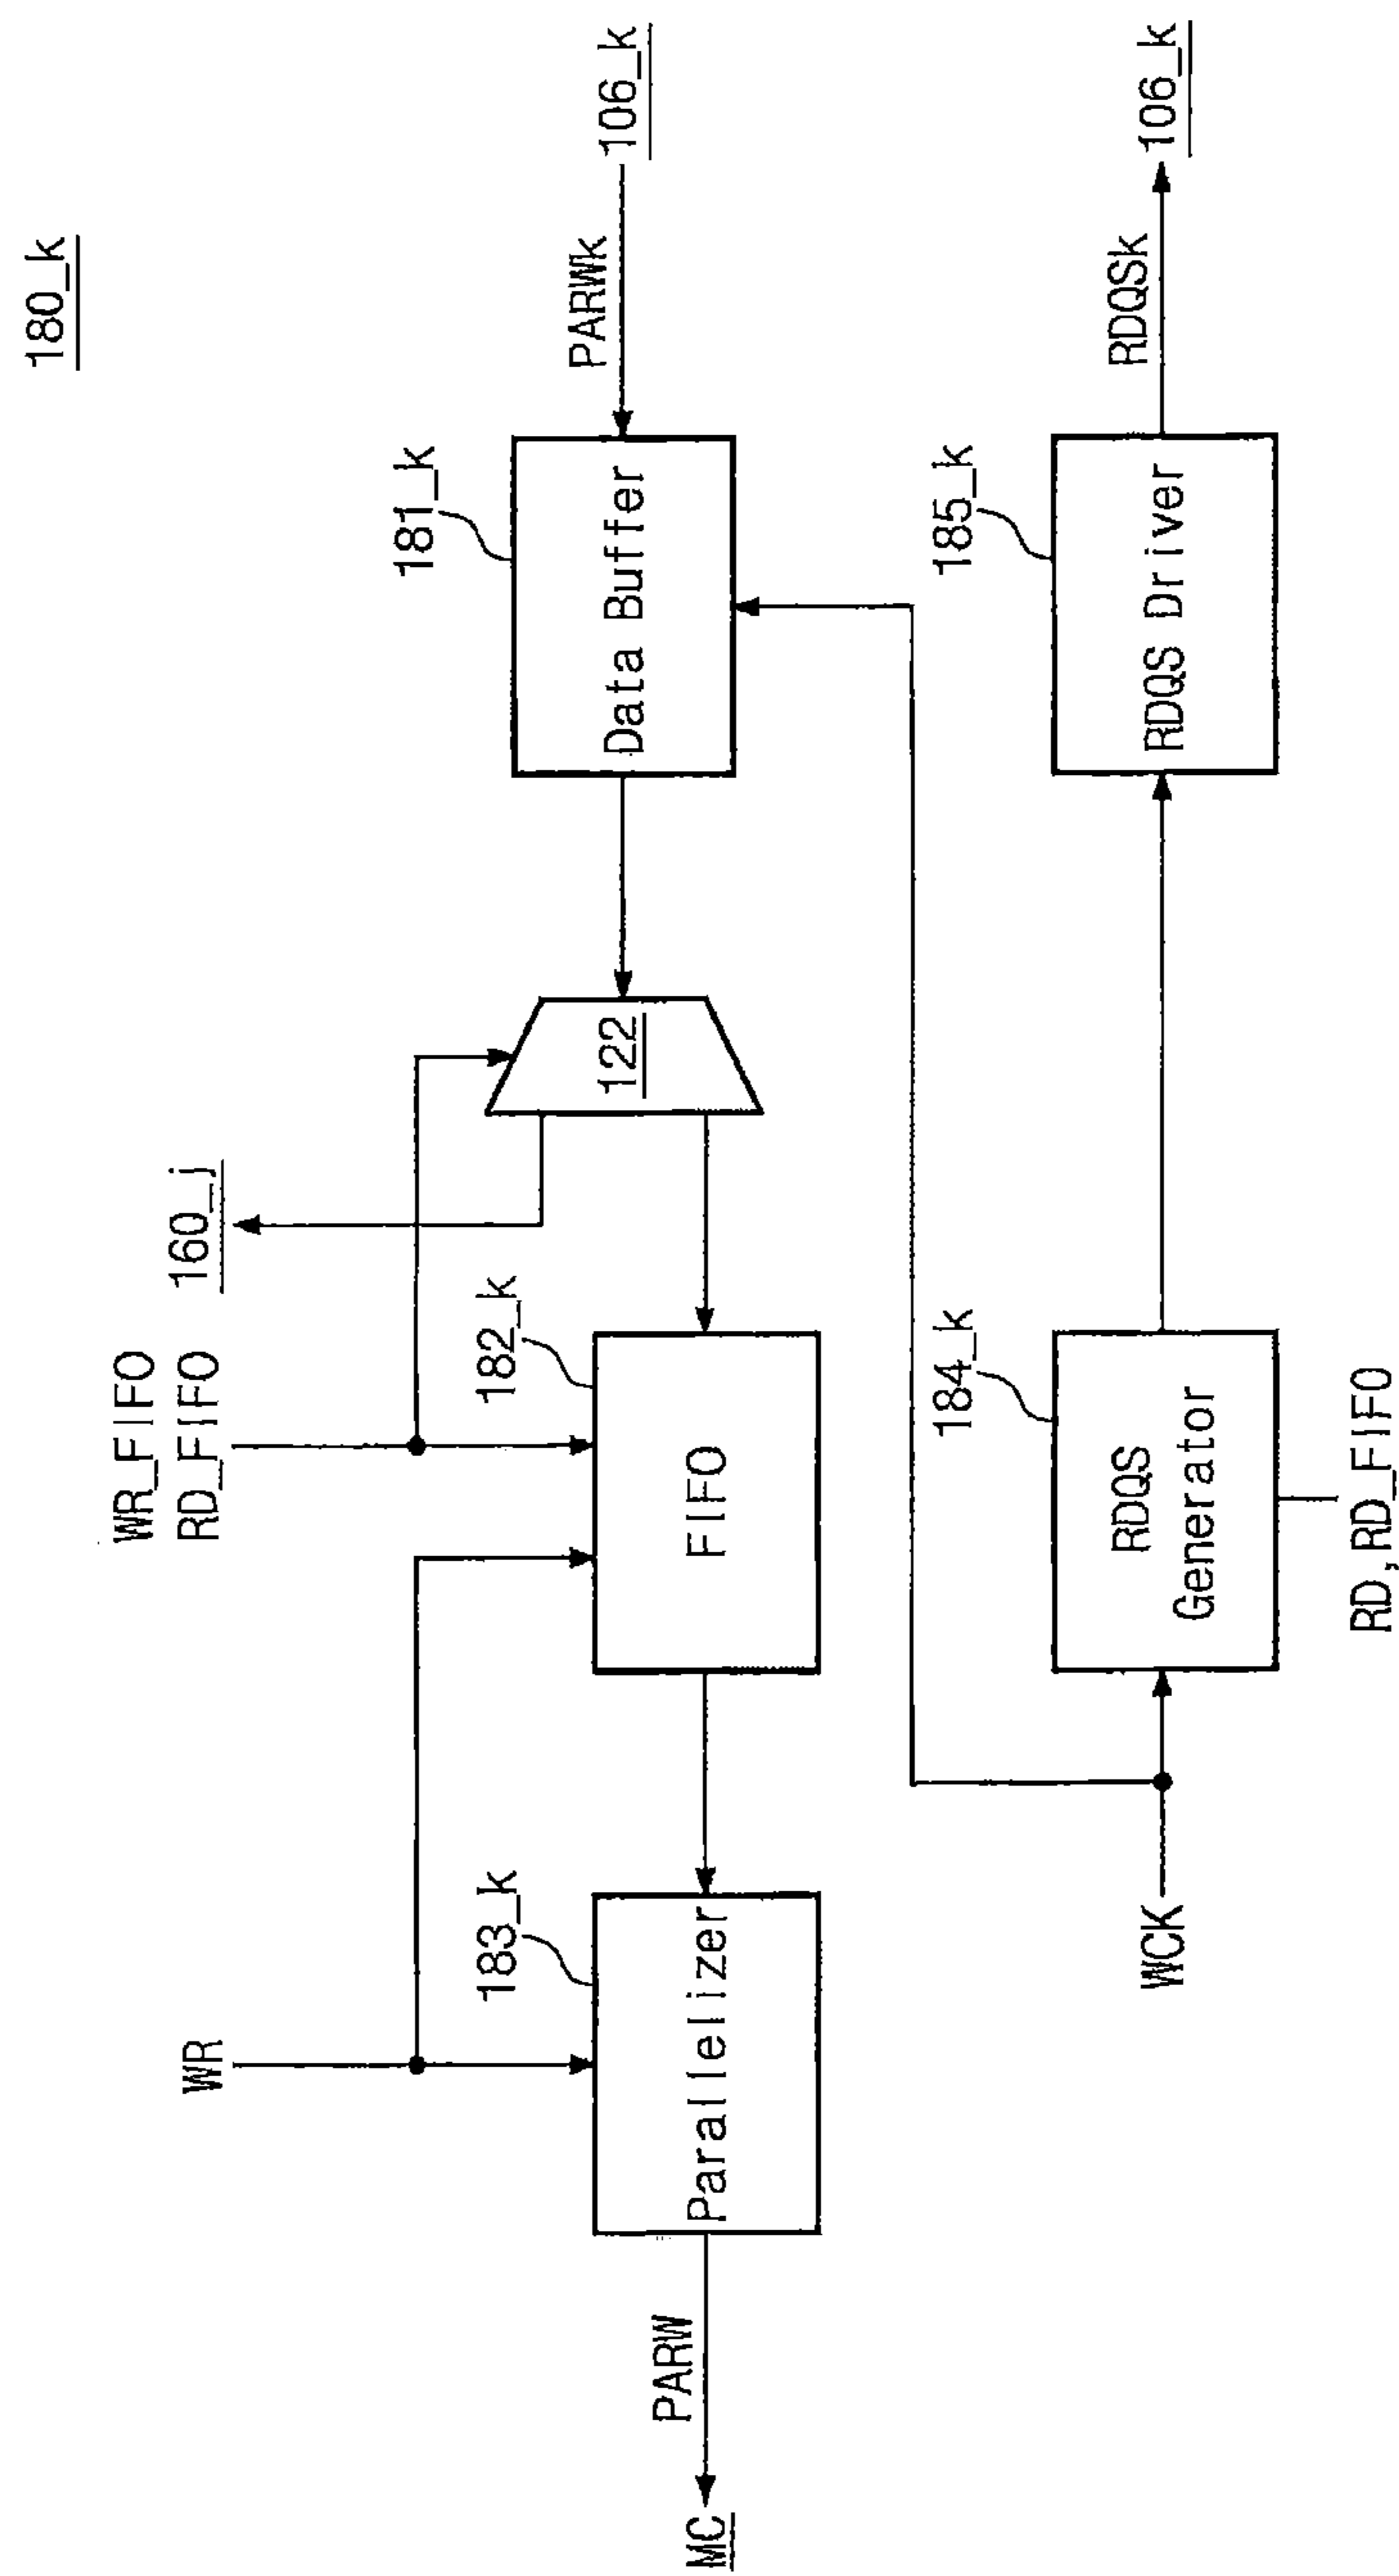 180_k
WR
WR_FIFO
RD_FIFO
160_j
181_k
PARWk
106_k
183_k
182_k
122
Data Buffer
MC
PARW
Parallelizer
FIFO
184_k
185_k
WCK
RDQS
Generator
RDQS Driver
RDQSk
106_k
RD,RD_FIFO